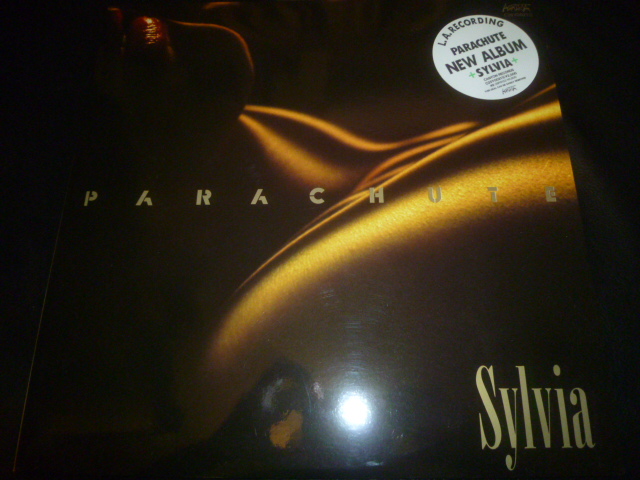 L.A. RECORDING
PARACHUTE
NEW ALBUM
+ SYLVIA +
PARACHUTE
Sylvia